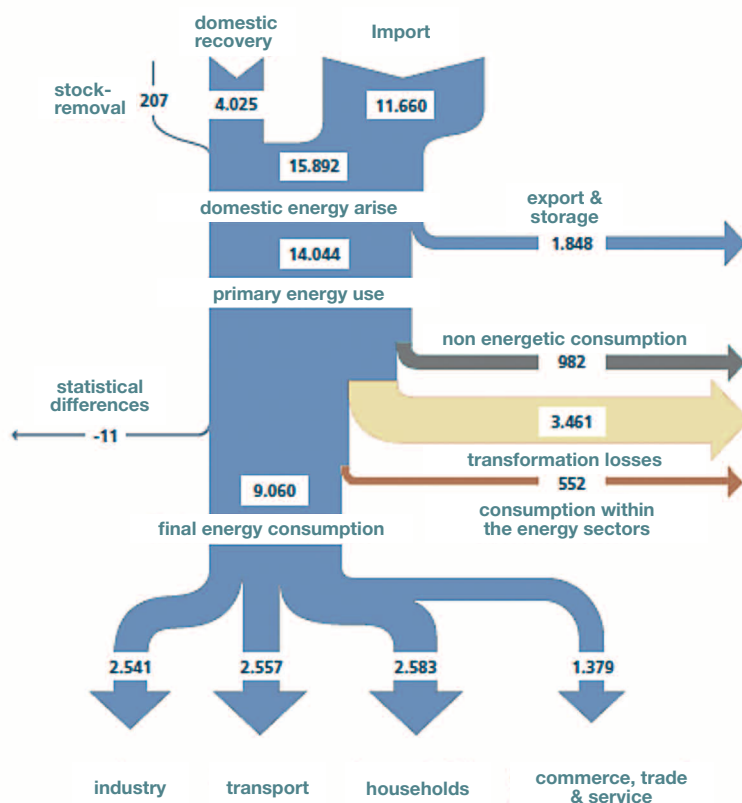 domestic
recovery
Import
stock-
removal
207
4.025
11.660
15.892
domestic energy arise
export &
storage
1.848
14.044
primary energy use
non energetic consumption
982
statistical
differences
-11
3.461
transformation losses
552
consumption within
the energy sectors
9.060
final energy consumption
2.541
2.557
2.583
1.379
industry
transport
households
commerce, trade
& service